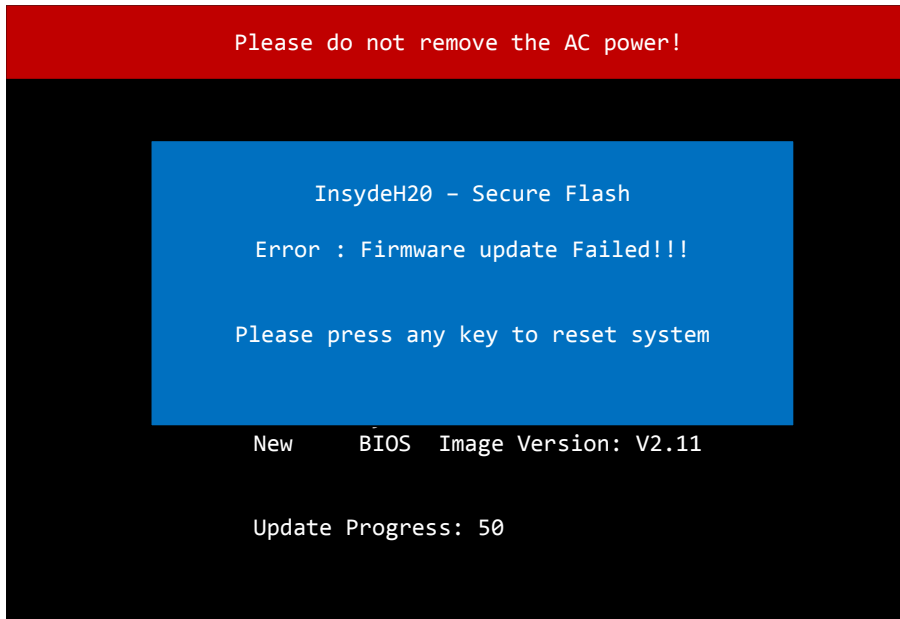 Please do not remove the AC power!
InsydeH20 – Secure Flash
Error : Firmware update Failed!!!
Please press any key to reset system
New BIOS Image Version: V2.11
Update Progress: 50